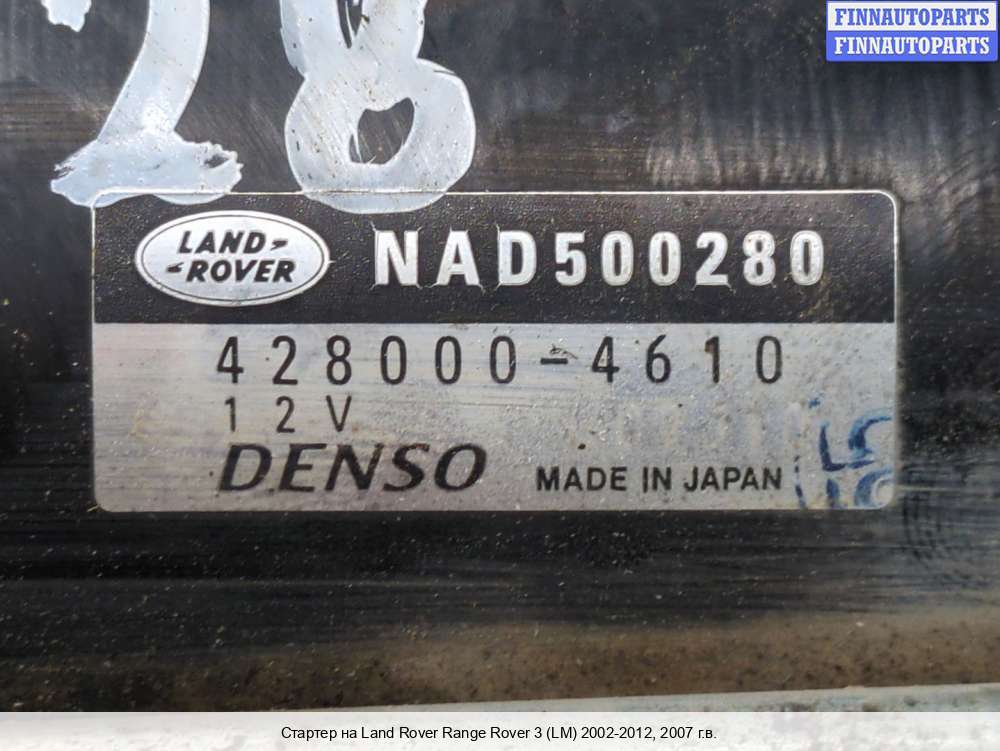 FINNAUTOPARTS
FINNAUTOPARTS
28
LAND-
-ROVER
NAD500280
428000-4610
12V
DENSO
MADE IN JAPAN
Стартер на Land Rover Range Rover 3 (LM) 2002-2012, 2007 г.в.